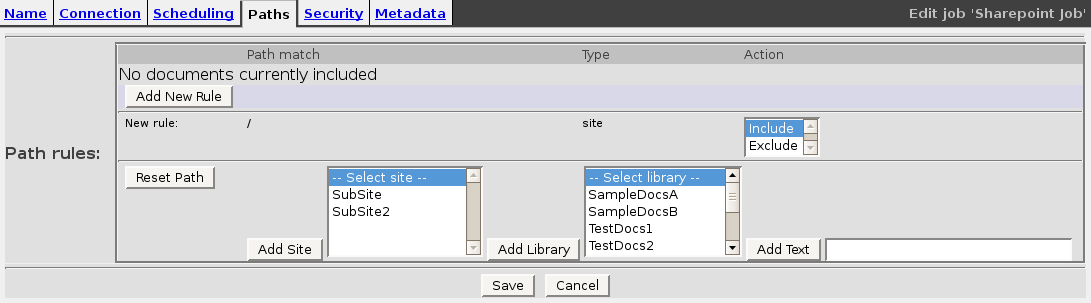 Name Connection Scheduling Paths Security Metadata Edit job 'Sharepoint Job'
Path match Type Action
No documents currently included
Add New Rule
New rule: / site Include
Exclude
Path rules:
Reset Path -- Select site -- -- Select library --
SubSite SampleDocsA
SubSite2 SampleDocsB
TestDocs1
Add Site Add Library TestDocs2 Add Text
Save Cancel